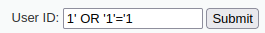 User ID: 1' OR '1'='1 Submit